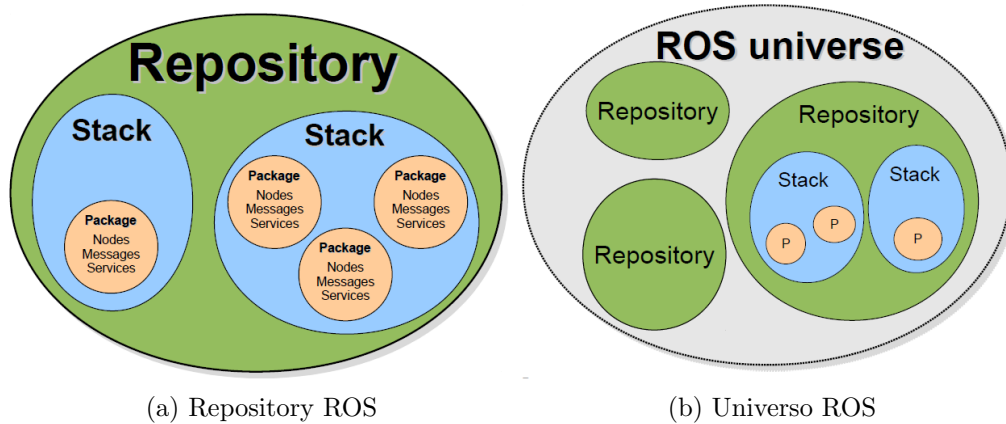 Repository
Stack
Package
Nodes
Messages
Services
Stack
Package
Nodes
Messages
Services
Package
Nodes
Messages
Services
Package
Nodes
Messages
Services
(a) Repository ROS
ROS universe
Repository
Repository
Repository
Stack
P
P
Stack
P
(b) Universo ROS